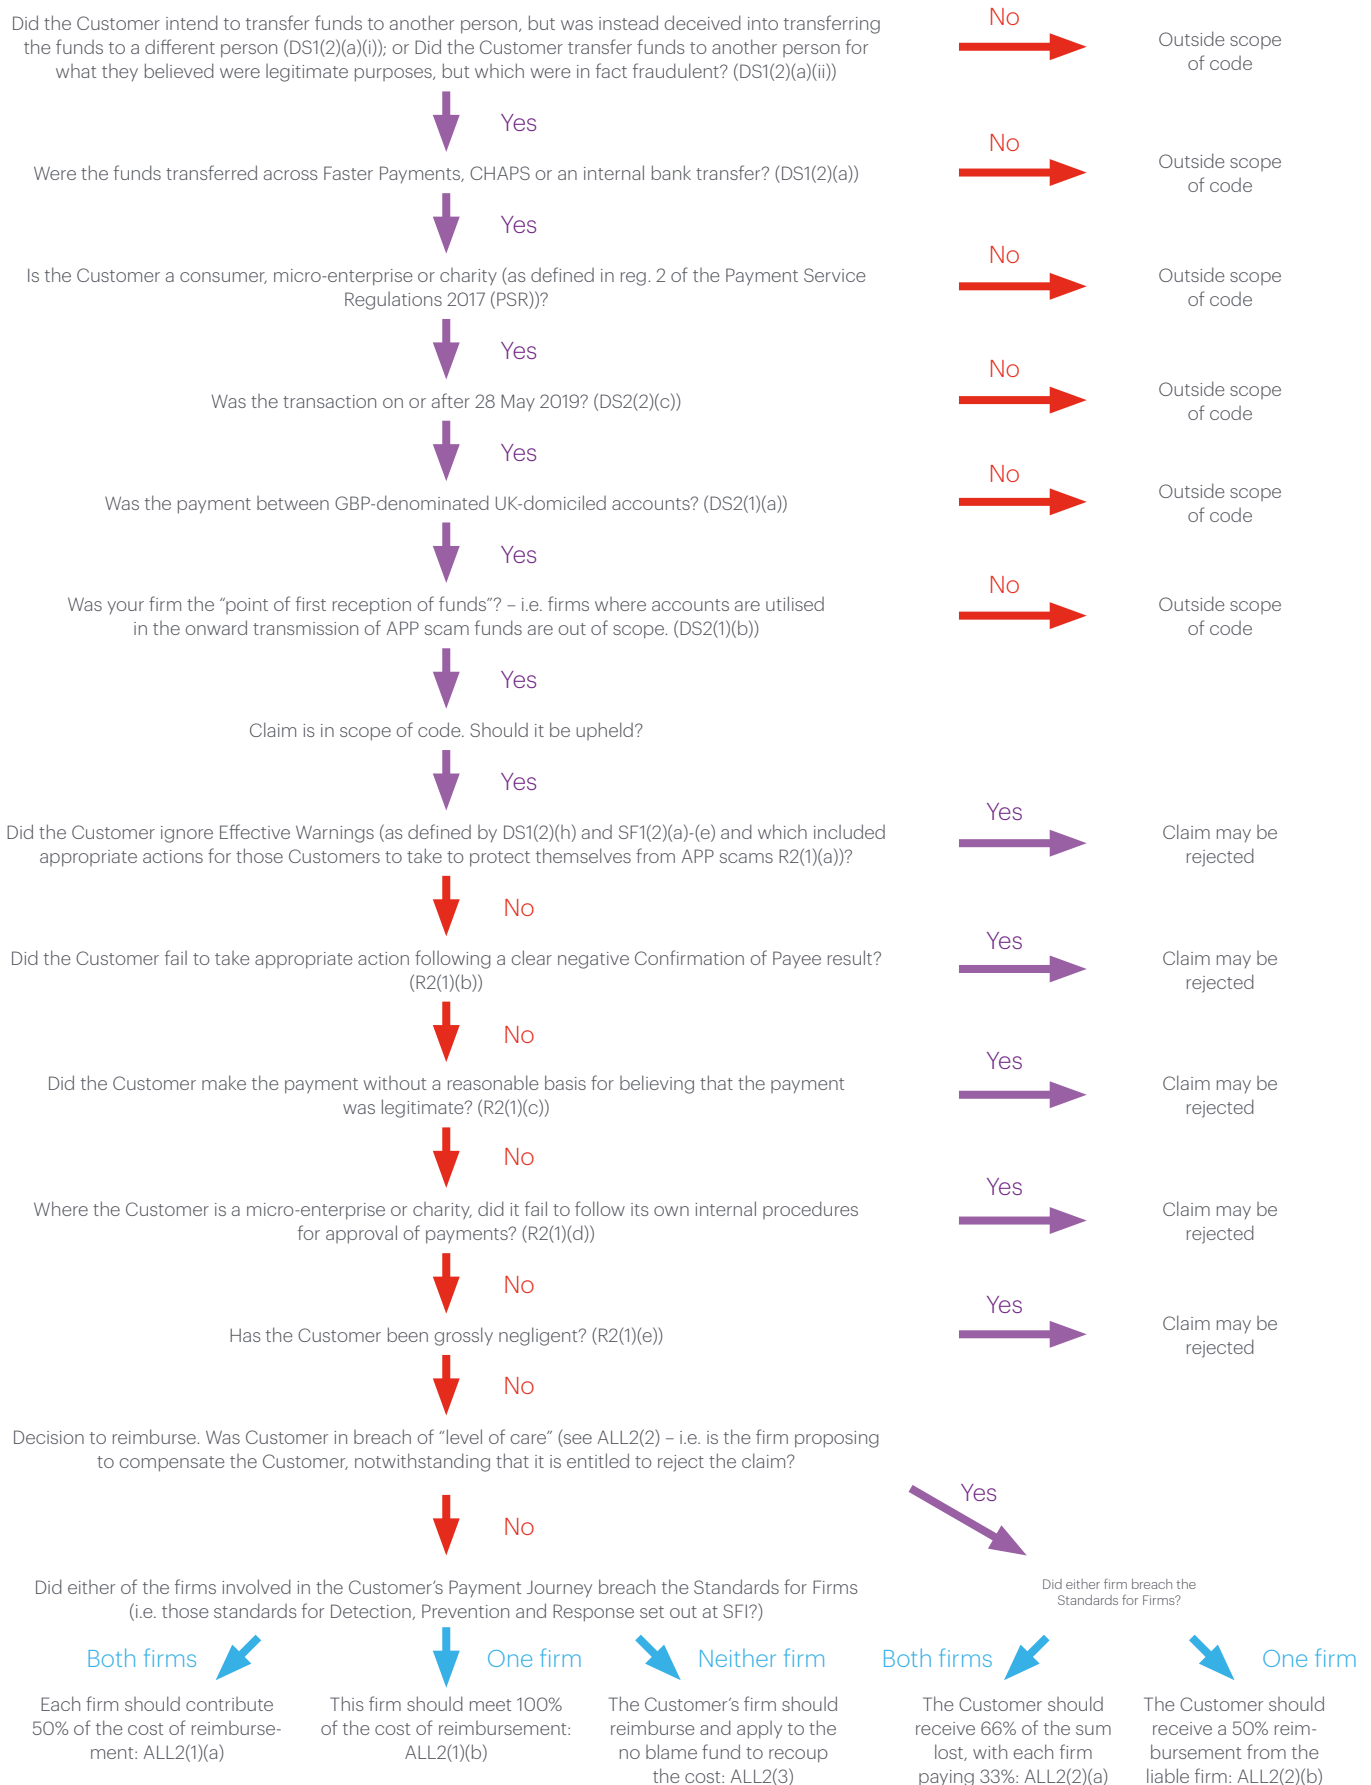 Did the Customer intend to transfer funds to another person, but was instead deceived into transferring
the funds to a different person (DS1(2)(a)(i)); or Did the Customer transfer funds to another person for
what they believed were legitimate purposes, but which were in fact fraudulent? (DS1(2)(a)(ii))
No
Outside scope
of code
Yes
Were the funds transferred across Faster Payments, CHAPS or an internal bank transfer? (DS1(2)(a))
No
Outside scope
of code
Yes
Is the Customer a consumer, micro-enterprise or charity (as defined in reg. 2 of the Payment Service
Regulations 2017 (PSR))?
No
Outside scope
of code
Yes
Was the transaction on or after 28 May 2019? (DS2(2)(c))
No
Outside scope
of code
Yes
Was the payment between GBP-denominated UK-domiciled accounts? (DS2(1)(a))
No
Outside scope
of code
Yes
Was your firm the “point of first reception of funds”? – i.e. firms where accounts are utilised
in the onward transmission of APP scam funds are out of scope. (DS2(1)(b))
No
Outside scope
of code
Yes
Claim is in scope of code. Should it be upheld?
Yes
Did the Customer ignore Effective Warnings (as defined by DS1(2)(h) and SF1(2)(a)-(e) and which included
appropriate actions for those Customers to take to protect themselves from APP scams R2(1)(a))?
Yes
Claim may be
rejected
No
Did the Customer fail to take appropriate action following a clear negative Confirmation of Payee result?
(R2(1)(b))
Yes
Claim may be
rejected
No
Did the Customer make the payment without a reasonable basis for believing that the payment
was legitimate? (R2(1)(c))
Yes
Claim may be
rejected
No
Where the Customer is a micro-enterprise or charity, did it fail to follow its own internal procedures
for approval of payments? (R2(1)(d))
Yes
Claim may be
rejected
No
Has the Customer been grossly negligent? (R2(1)(e))
Yes
Claim may be
rejected
No
Decision to reimburse. Was Customer in breach of “level of care” (see ALL2(2) – i.e. is the firm proposing
to compensate the Customer, notwithstanding that it is entitled to reject the claim?
Yes
No
Did either of the firms involved in the Customer’s Payment Journey breach the Standards for Firms
(i.e. those standards for Detection, Prevention and Response set out at SFI?)
Did either firm breach the
Standards for Firms?
Both firms
One firm
Neither firm
Both firms
One firm
Each firm should contribute
50% of the cost of reimburse-
ment: ALL2(1)(a)
This firm should meet 100%
of the cost of reimbursement:
ALL2(1)(b)
The Customer’s firm should
reimburse and apply to the
no blame fund to recoup
the cost: ALL2(3)
The Customer should
receive 66% of the sum
lost, with each firm
paying 33%: ALL2(2)(a)
The Customer should
receive a 50% reim-
bursement from the
liable firm: ALL2(2)(b)